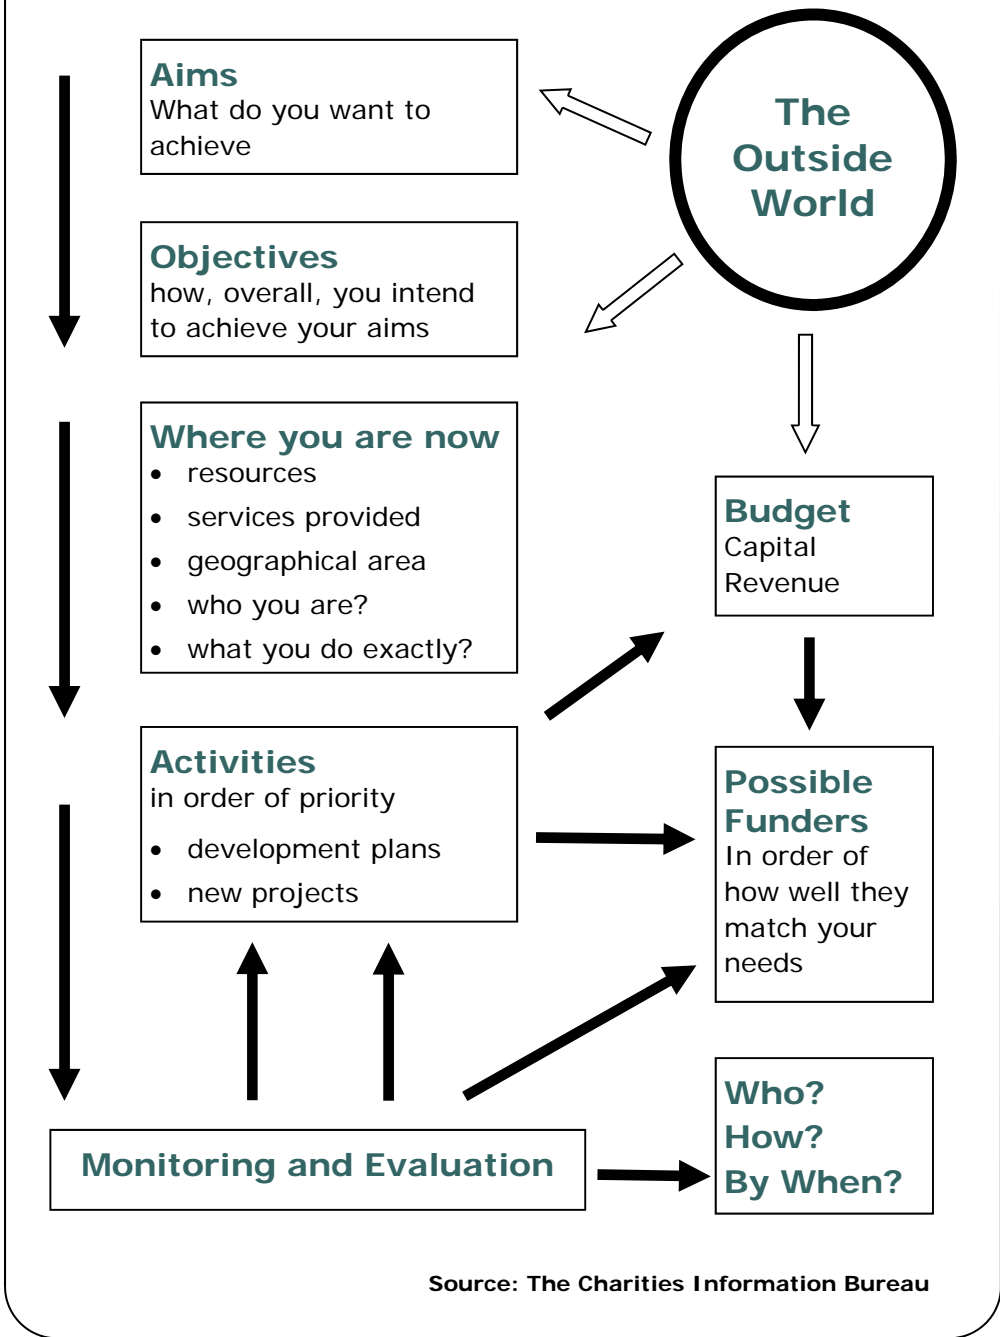 Aims
What do you want to
achieve
The
Outside
World
Objectives
how, overall, you intend
to achieve your aims
Where you are now
• resources
• services provided
• geographical area
• who you are?
• what you do exactly?
Budget
Capital
Revenue
Activities
in order of priority
• development plans
• new projects
Possible
Funders
In order of
how well they
match your
needs
Monitoring and Evaluation
Who?
How?
By When?
Source: The Charities Information Bureau